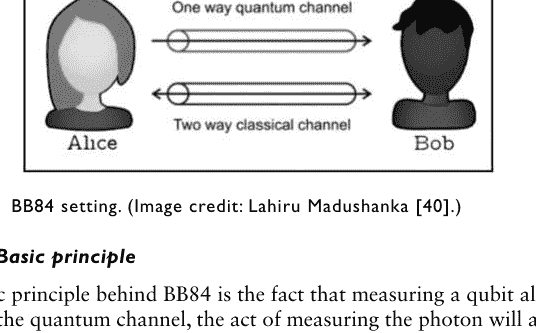 One way quantum channel
Two way classical channel
Alice
Bob
BB84 setting. (Image credit: Lahiru Madushanka [40].)
Basic principle
principle behind BB84 is the fact that measuring a qubit
the quantum channel, the act of measuring the photon will